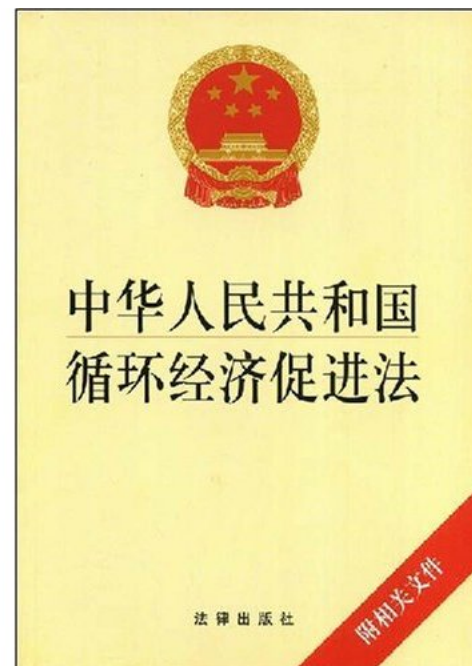 中华人民共和国
循环经济促进法
附相关文件
法律出版社